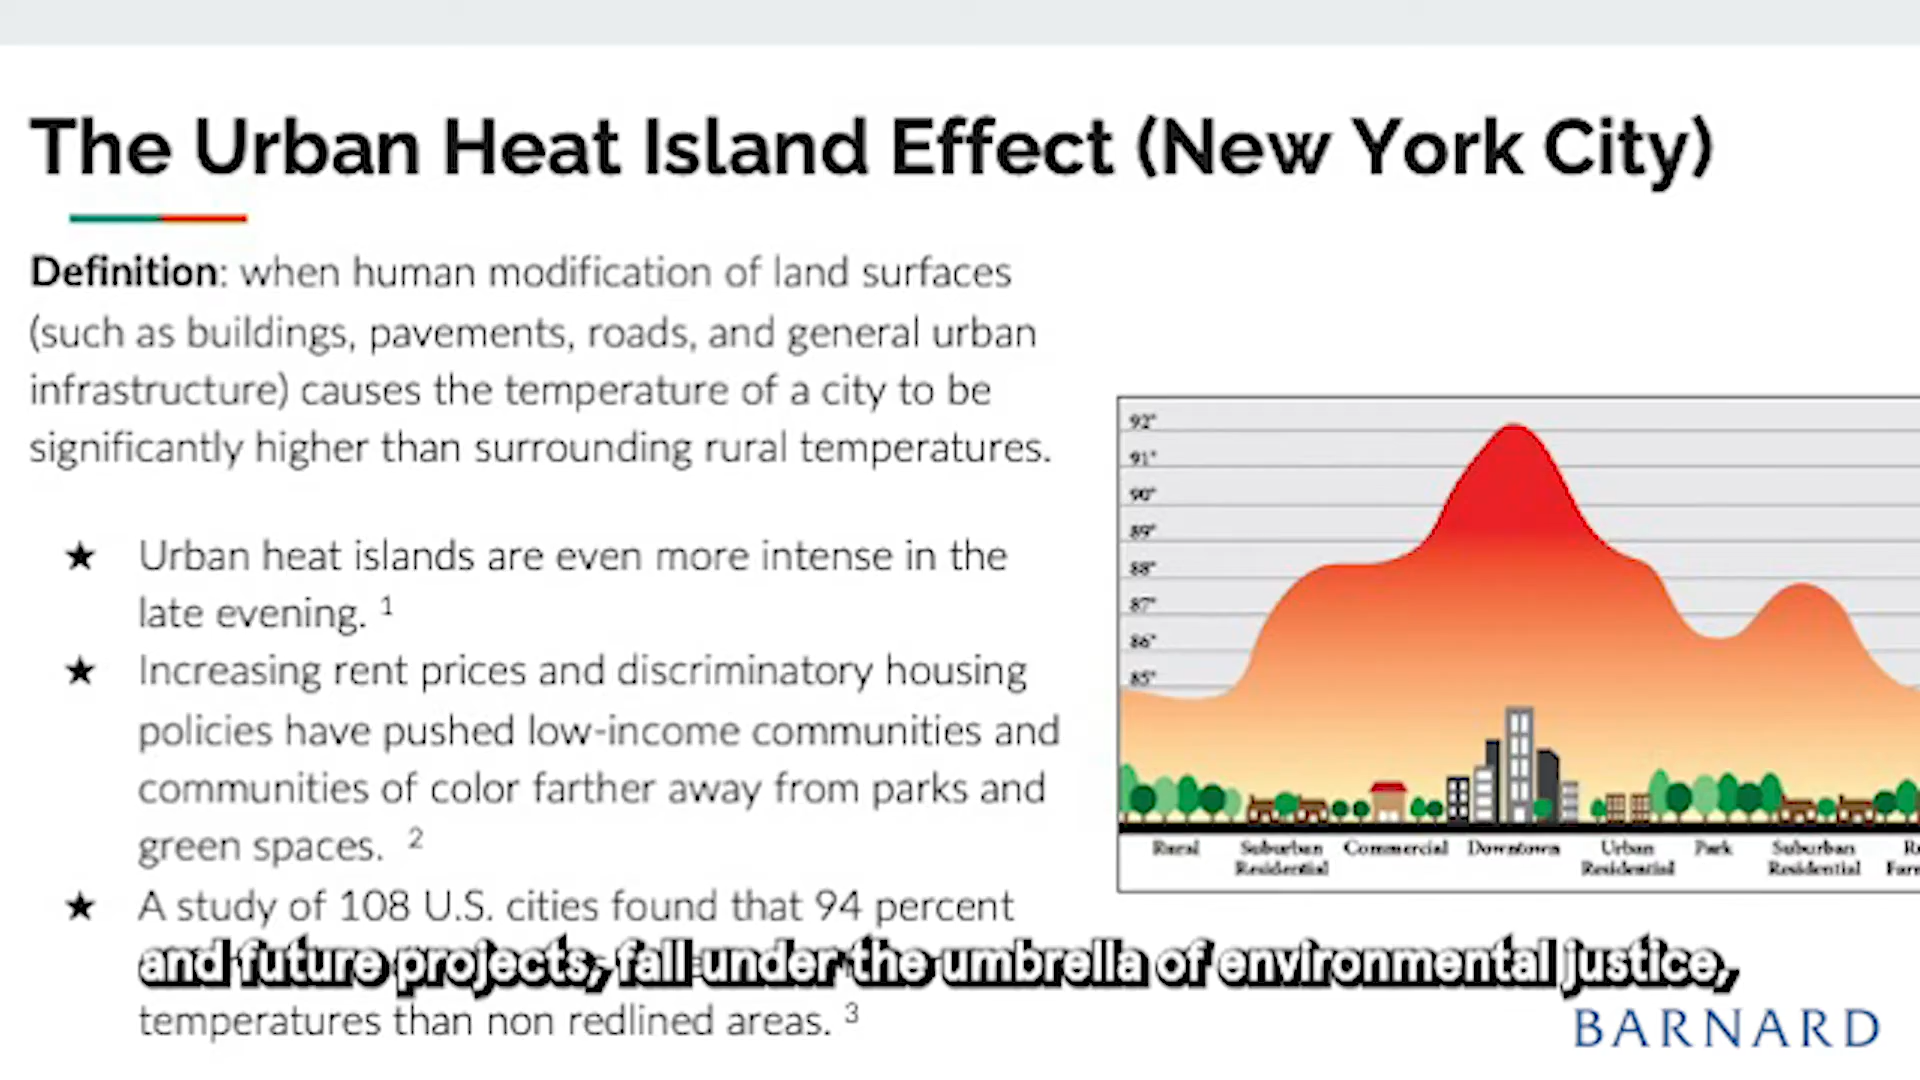 The Urban Heat Island Effect (New York City)
Definition: when human modification of land surfaces
(such as buildings, pavements, roads, and general urban
infrastructure) causes the temperature of a city to be
significantly higher than surrounding rural temperatures.
★ Urban heat islands are even more intense in the
late evening. 1
★ Increasing rent prices and discriminatory housing
policies have pushed low-income communities and
communities of color farther away from parks and
green spaces. 2
★ A study of 108 U.S. cities found that 94 percent
temperatures than non redlined areas. 3
92°
91°
90°
89°
88°
87°
86°
85°
Rural
Suburban
Residential
Commercial
Downtown
Urban
Residential
Park
Suburban
Residential
and future projects, fall under the umbrella of environmental justice,
BARNARD